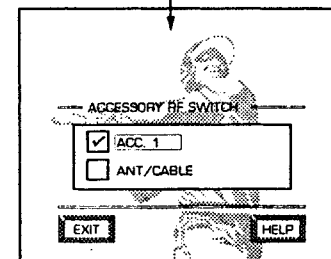 ACCESSORY RF SWITCH
ACC. 1
ANT/CABLE
EXIT
HELP